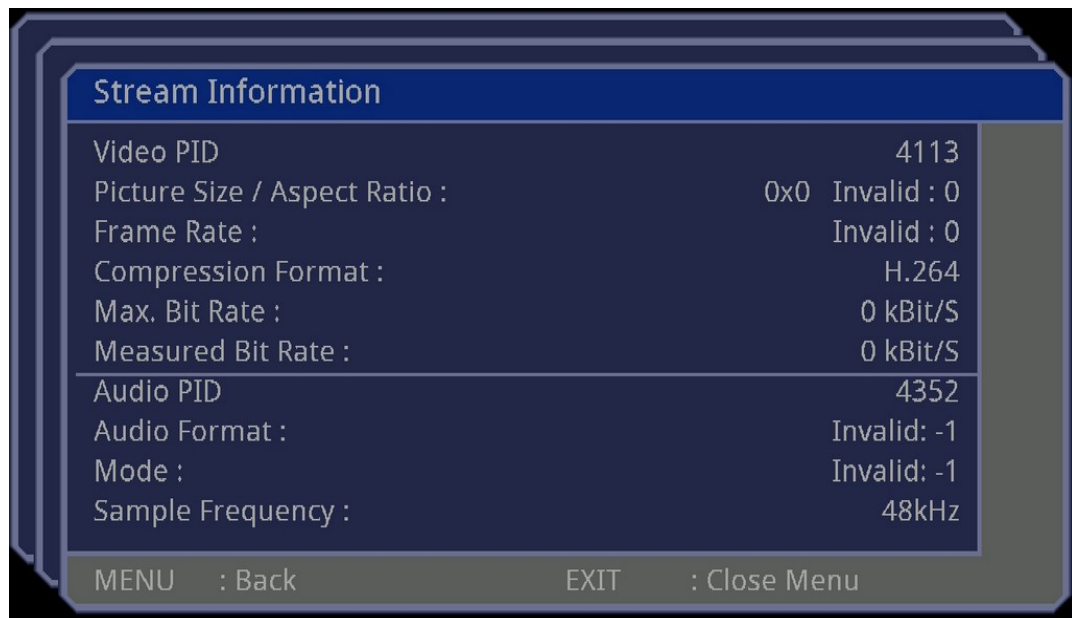 Stream Information
Video PID 4113
Picture Size / Aspect Ratio : 0x0 Invalid : 0
Frame Rate : Invalid : 0
Compression Format : H.264
Max. Bit Rate : 0 kBit/S
Measured Bit Rate : 0 kBit/S
Audio PID 4352
Audio Format : Invalid: -1
Mode : Invalid: -1
Sample Frequency : 48kHz
MENU : Back EXIT : Close Menu